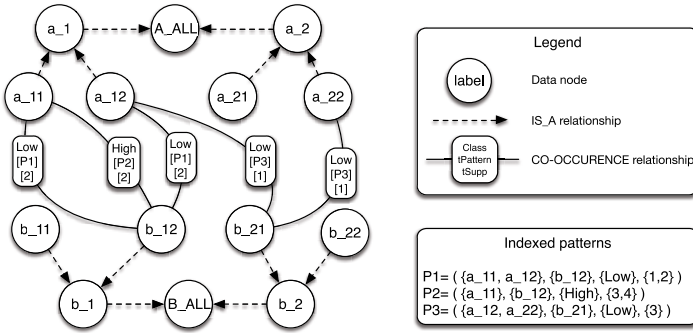 a_1
A_ALL
a_2
a_11
a_12
a_21
a_22
Low
[P1]
[2]
High
[P2]
[2]
Low
[P1]
[2]
Low
[P3]
[1]
Low
[P3]
[1]
b_11
b_12
b_21
b_22
b_1
B_ALL
b_2
Legend
label
Data node
IS_A relationship
Class
tPattern
tSupp
CO-OCCURENCE relationship
Indexed patterns
P1= ( {a_11, a_12}, {b_12}, {Low}, {1,2} )
P2= ( {a_11}, {b_12}, {High}, {3,4} )
P3= ( {a_12, a_22}, {b_21}, {Low}, {3} )